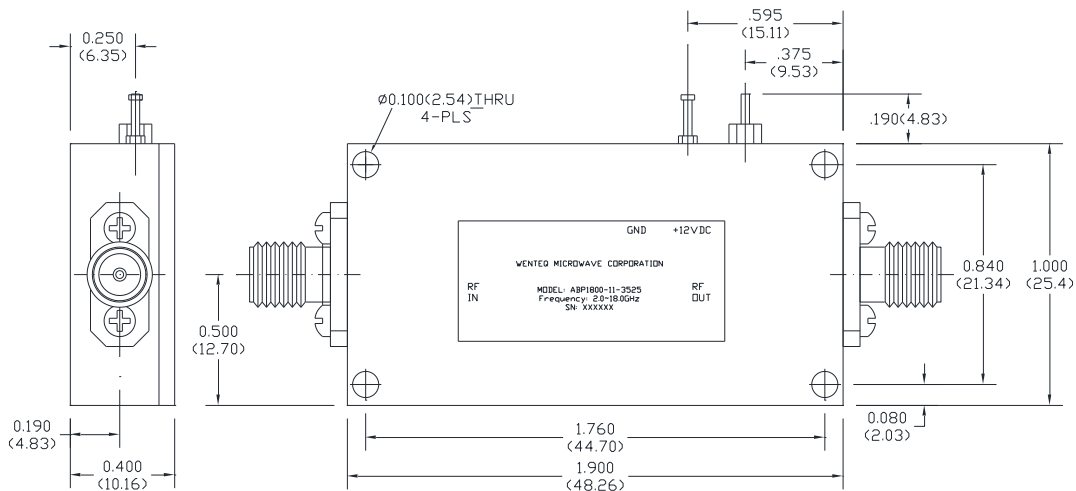 .595
(15.11)
0.250
(6.35)
.375
(9.53)
Ø0.100(2.54)THRU
4-PLS
.190(4.83)
GND +12VDC
WENTEQ MICROWAVE CORPORATION
RF
IN
MODEL: ABP1800-11-3525
Frequency: 2.0-18.0GHz
SN: XXXXXX
RF
OUT
0.840
(21.34)
1.000
(25.4)
0.500
(12.70)
0.190
(4.83)
0.080
(2.03)
1.760
(44.70)
0.400
(10.16)
1.900
(48.26)